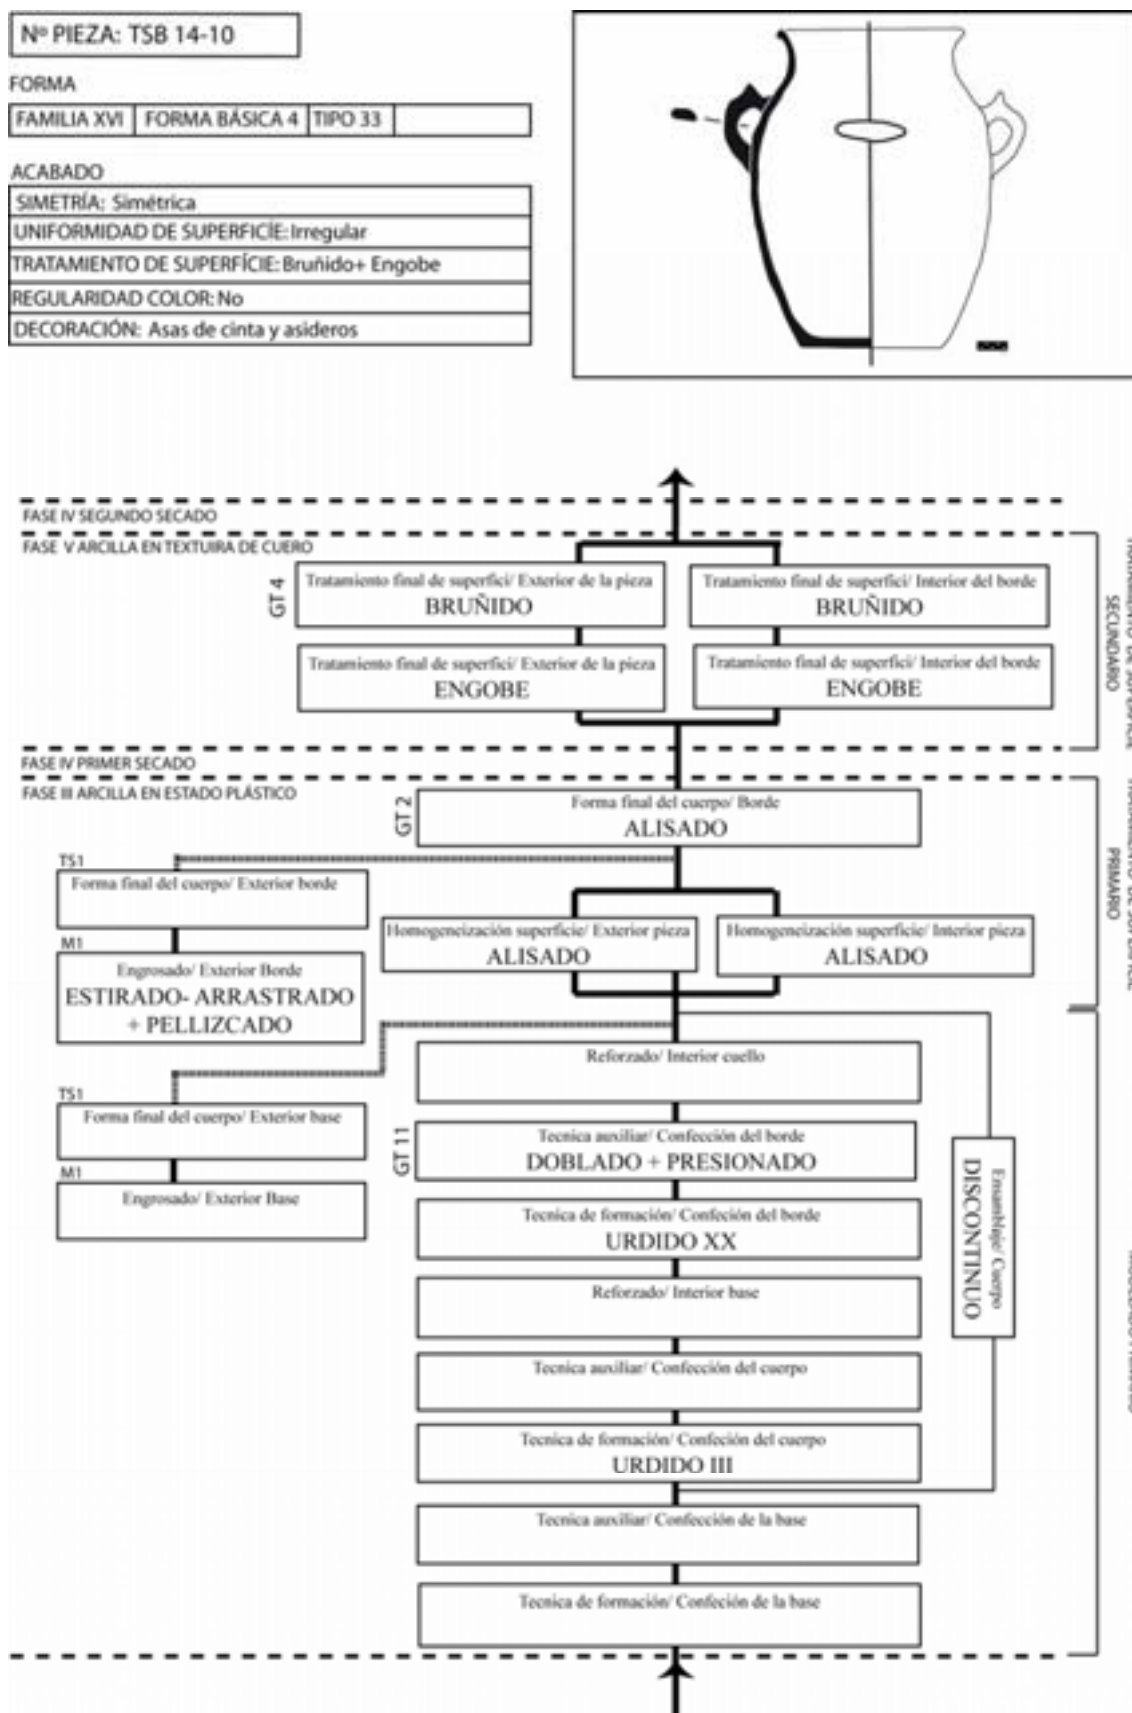 Nº PIEZA: TSB 14-10
FORMA
FAMILIA XVI FORMA BÁSICA 4 TIPO 33
ACABADO
SIMETRÍA: Simétrica
UNIFORMIDAD DE SUPERFICÍE: Irregular
TRATAMIENTO DE SUPERFÍCIE: Bruñido+ Engobe
REGULARIDAD COLOR: No
DECORACIÓN: Asas de cinta y asideros
FASE IV SEGUNDO SECADO
FASE V ARCILLA EN TEXTUIRA DE CUERO
GT 4
Tratamiento final de superfici/ Exterior de la pieza
BRUÑIDO
Tratamiento final de superfici/ Interior del borde
BRUÑIDO
Tratamiento final de superfici/ Exterior de la pieza
ENGOBE
Tratamiento final de superfici/ Interior del borde
ENGOBE
SECUNDARIO
FASE IV PRIMER SECADO
FASE III ARCILLA EN ESTADO PLÁSTICO
GT 2
Forma final del cuerpo/ Borde
ALISADO
PRIMARIO
TS1
Forma final del cuerpo/ Exterior borde
M1
Engrosado/ Exterior Borde
ESTIRADO- ARRASTRADO
+ PELLIZCADO
Homogeneización superficie/ Exterior pieza
ALISADO
Homogeneización superficie/ Interior pieza
ALISADO
Reforzado/ Interior cuello
TS1
Forma final del cuerpo/ Exterior base
M1
Engrosado/ Exterior Base
GT 11
Tecnica auxiliar/ Confección del borde
DOBLADO + PRESIONADO
Tecnica de formación/ Confeción del borde
URDIDO XX
Ensamblaje/ Cuerpo
DISCONTINUO
Reforzado/ Interior base
Tecnica auxiliar/ Confección del cuerpo
Tecnica de formación/ Confeción del cuerpo
URDIDO III
Tecnica auxiliar/ Confección de la base
Tecnica de formación/ Confeción de la base